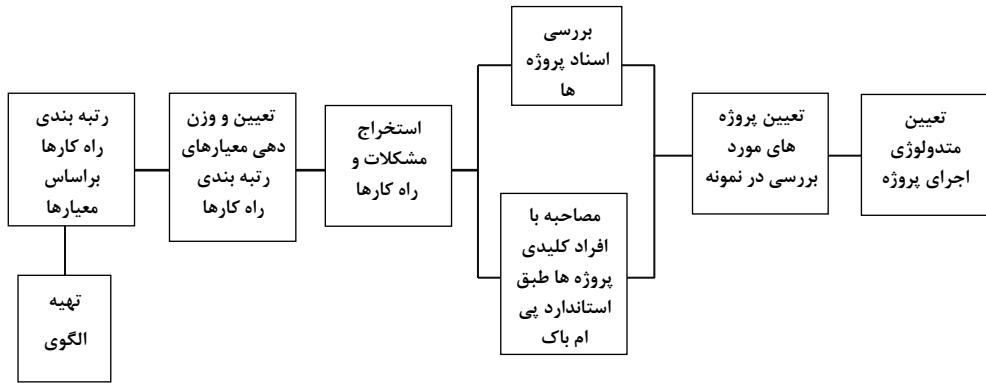 تعیین
متدولوژی
اجرای پروژه
تعیین پروژه
های مورد
بررسی در نمونه
بررسی
اسناد پروژه
ها
مصاحبه با
افراد کلیدی
پروژه ها طبق
استاندارد پی
ام باک
استخراج
مشکلات و
راه کارها
تعیین و وزن
دهی معیارهای
رتبه بندی
راه کارها
رتبه بندی
راه کارها
براساس
معیارها
تهیه
الگوی